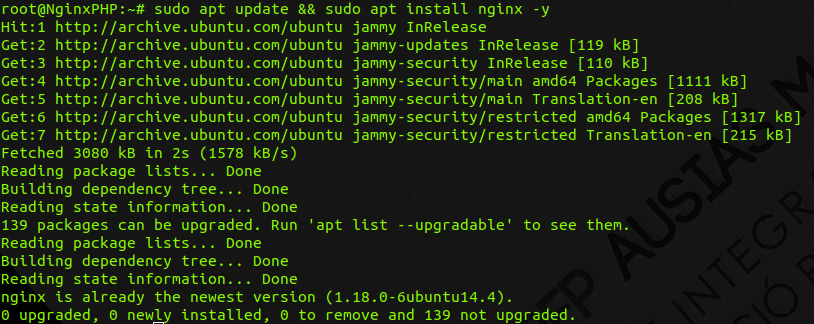 root@NginxPHP:~# sudo apt update && sudo apt install nginx -y
Hit:1 http://archive.ubuntu.com/ubuntu jammy InRelease
Get:2 http://archive.ubuntu.com/ubuntu jammy-updates InRelease [119 kB]
Get:3 http://archive.ubuntu.com/ubuntu jammy-security InRelease [110 kB]
Get:4 http://archive.ubuntu.com/ubuntu jammy-security/main amd64 Packages [1111 kB]
Get:5 http://archive.ubuntu.com/ubuntu jammy-security/main Translation-en [208 kB]
Get:6 http://archive.ubuntu.com/ubuntu jammy-security/restricted amd64 Packages [1317 kB]
Get:7 http://archive.ubuntu.com/ubuntu jammy-security/restricted Translation-en [215 kB]
Fetched 3080 kB in 2s (1578 kB/s)
Reading package lists... Done
Building dependency tree... Done
Reading state information... Done
139 packages can be upgraded. Run 'apt list --upgradable' to see them.
Reading package lists... Done
Building dependency tree... Done
Reading state information... Done
nginx is already the newest version (1.18.0-6ubuntu14.4).
0 upgraded, 0 newly installed, 0 to remove and 139 not upgraded.
AUSIAS M
INTEGR